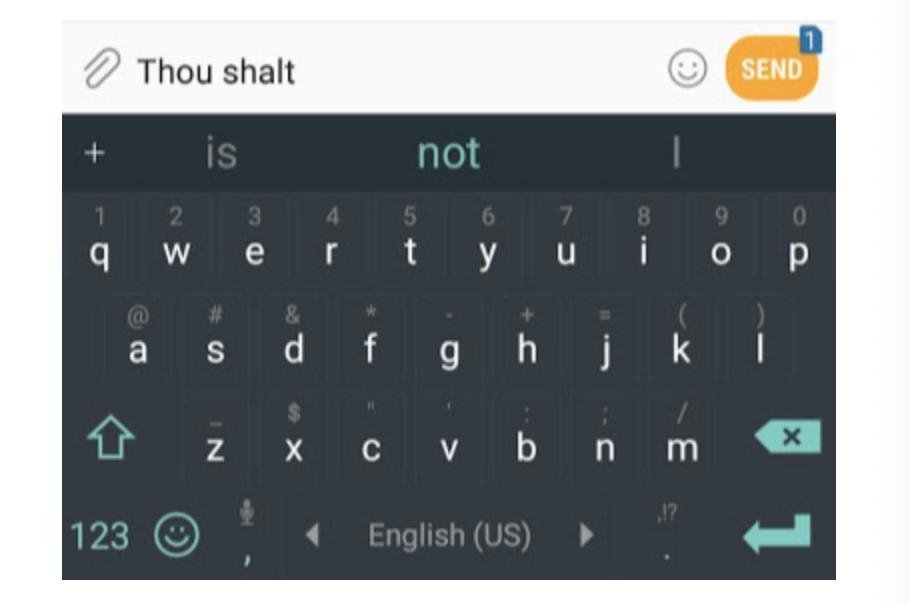 Thou shalt SEND 1
+ is not I
1 2 3 4 5 6 7 8 9 0
q w e r t y u i o p
@ # & * - + = ( )
a s d f g h j k l
_ $ " ' : ; /
z x c v b n m
123 , English (US) ,!? .